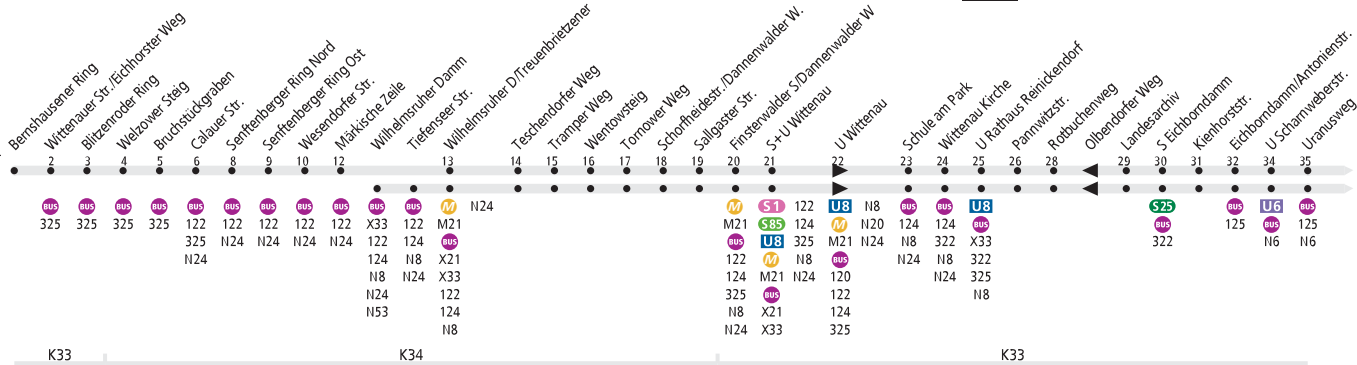 Bernshausener Ring
Wittenauer Str./Eichhorster Weg
Blitzenroder Ring
Welzower Steig
Bruchstückgraben
Calauer Str.
Senftenberger Ring Nord
Senftenberger Ring Ost
Wesendorfer Str.
Märkische Zeile
Wilhelmsruher Damm
Tiefenseer Str.
Wilhelmsruher D/Treuenbrietzener
Teschendorfer Weg
Tramper Weg
Wentowsteig
Tornower Weg
Schorfheidestr./Dannenwalder W.
Sallgaster Str.
Finsterwalder S/Dannenwalder W
S+U Wittenau
U Wittenau
Schule am Park
Wittenau Kirche
U Rathaus Reinickendorf
Pannwitzstr.
Rotbuchenweg
Olbendorfer Weg
Landesarchiv
S Eichborndamm
Kienhorststr.
Eichborndamm/Antonienstr.
U Scharnweberstr.
Uranusweg
2 3 4 5 6 8 9 10 12 13 14 15 16 17 18 19 20 21 22 23 24 25 26 28 29 30 31 32 34 35
BUS BUS BUS BUS BUS BUS BUS BUS BUS BUS BUS M N24 M S1 122 U8 N8 BUS BUS U8 S25 BUS U6 BUS
325 325 325 325 122 122 122 122 122 X33 122 M21 M21 S85 124 M N20 124 124 BUS BUS 125 BUS 125
325 N24 N24 N24 N24 122 124 BUS BUS U8 325 M21 N24 N8 322 X33 322 N6 N6
N24 124 N8 X21 122 M N8 BUS N24 N8 322
N8 N24 X33 124 M21 N24 120 N24 325
N24 122 325 BUS 122 N8
N53 124 N8 X21 124
N8 N24 X33 325
K33 K34 K33